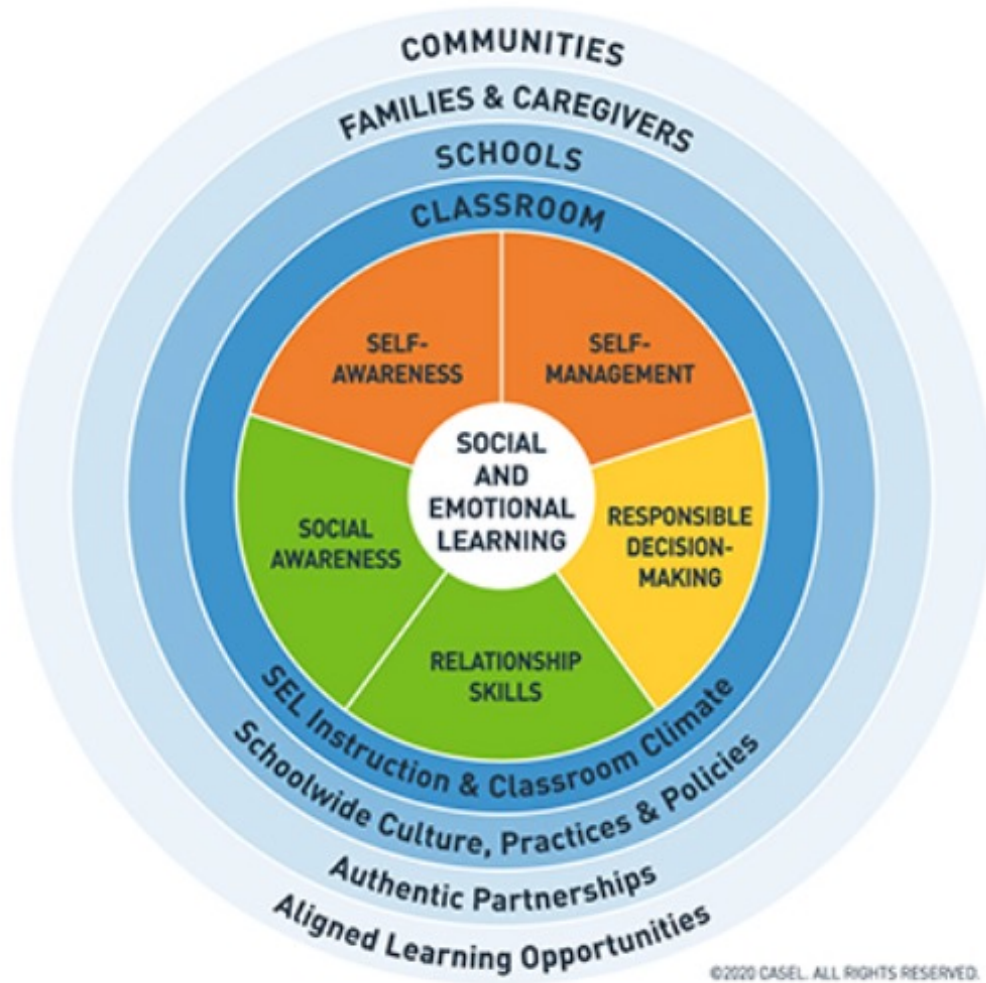 COMMUNITIES
FAMILIES & CAREGIVERS
SCHOOLS
CLASSROOM
SELF-
AWARENESS
SELF-
MANAGEMENT
SOCIAL
AND
EMOTIONAL
LEARNING
SOCIAL
AWARENESS
RESPONSIBLE
DECISION-
MAKING
RELATIONSHIP
SKILLS
SEL Instruction & Classroom Climate
Schoolwide Culture, Practices & Policies
Authentic Partnerships
Aligned Learning Opportunities
©2020 CASEL. ALL RIGHTS RESERVED.